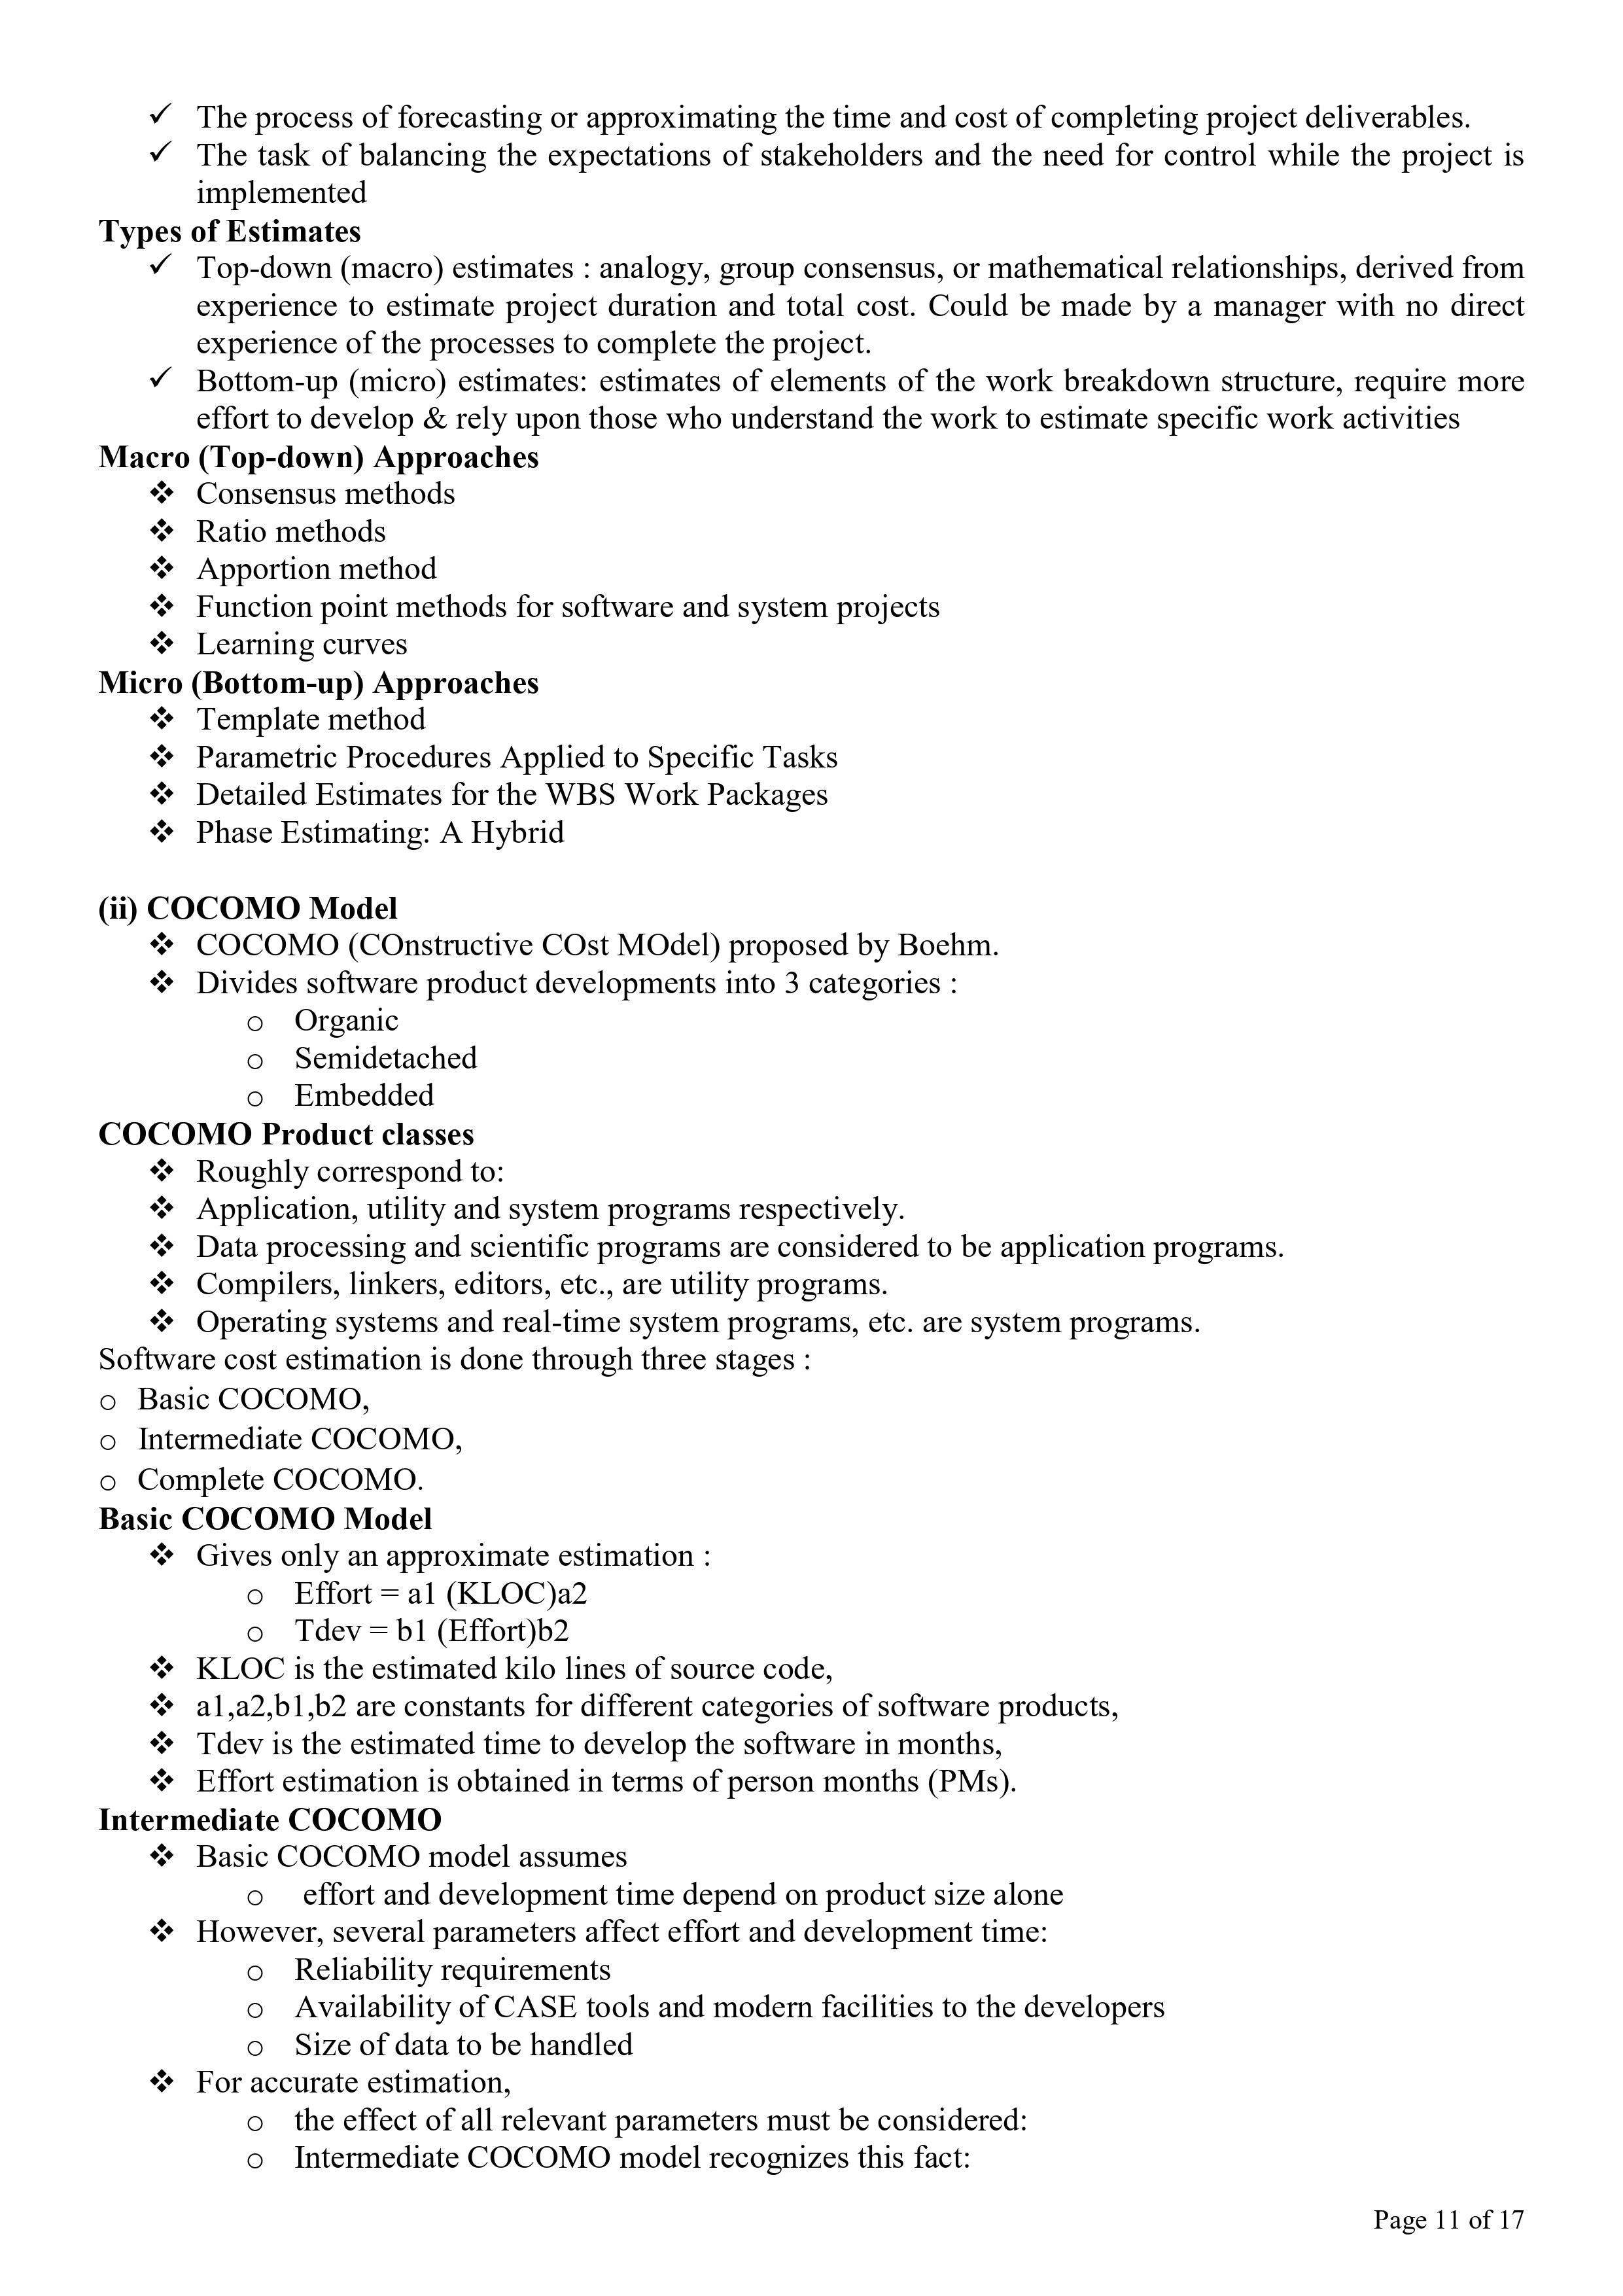 ✓ The process of forecasting or approximating the time and cost of completing project deliverables.
✓ The task of balancing the expectations of stakeholders and the need for control while the project is
implemented
Types of Estimates
✓ Top-down (macro) estimates : analogy, group consensus, or mathematical relationships, derived from
experience to estimate project duration and total cost. Could be made by a manager with no direct
experience of the processes to complete the project.
✓ Bottom-up (micro) estimates: estimates of elements of the work breakdown structure, require more
effort to develop & rely upon those who understand the work to estimate specific work activities
Macro (Top-down) Approaches
❖ Consensus methods
❖ Ratio methods
❖ Apportion method
❖ Function point methods for software and system projects
❖ Learning curves
Micro (Bottom-up) Approaches
❖ Template method
❖ Parametric Procedures Applied to Specific Tasks
❖ Detailed Estimates for the WBS Work Packages
❖ Phase Estimating: A Hybrid
(ii) COCOMO Model
❖ COCOMO (COnstructive COst MOdel) proposed by Boehm.
❖ Divides software product developments into 3 categories :
o Organic
o Semidetached
o Embedded
COCOMO Product classes
❖ Roughly correspond to:
❖ Application, utility and system programs respectively.
❖ Data processing and scientific programs are considered to be application programs.
❖ Compilers, linkers, editors, etc., are utility programs.
❖ Operating systems and real-time system programs, etc. are system programs.
Software cost estimation is done through three stages :
o Basic COCOMO,
o Intermediate COCOMO,
o Complete COCOMO.
Basic COCOMO Model
❖ Gives only an approximate estimation :
o Effort = a1 (KLOC)a2
o Tdev = b1 (Effort)b2
❖ KLOC is the estimated kilo lines of source code,
❖ a1,a2,b1,b2 are constants for different categories of software products,
❖ Tdev is the estimated time to develop the software in months,
❖ Effort estimation is obtained in terms of person months (PMs).
Intermediate COCOMO
❖ Basic COCOMO model assumes
o effort and development time depend on product size alone
❖ However, several parameters affect effort and development time:
o Reliability requirements
o Availability of CASE tools and modern facilities to the developers
o Size of data to be handled
❖ For accurate estimation,
o the effect of all relevant parameters must be considered:
o Intermediate COCOMO model recognizes this fact:
Page 11 of 17